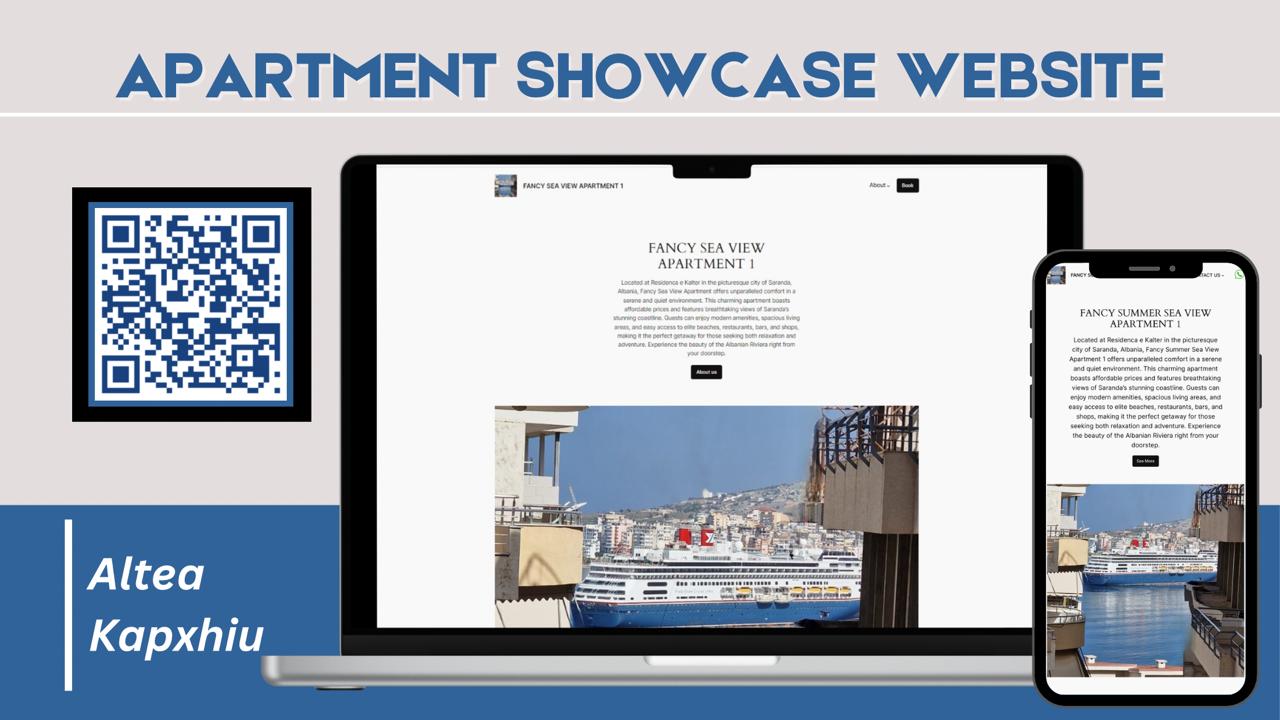 APARTMENT SHOWCASE WEBSITE
FANCY SEA VIEW APARTMENT 1
About
Book
FANCY SEA VIEW
APARTMENT 1
Located at Residenca e Kalter in the picturesque city of Saranda,
Albania, Fancy Sea View Apartment offers unparalleled comfort in a
serene and quiet environment. This charming apartment boasts
affordable prices and features breathtaking views of Saranda's
stunning coastline. Guests can enjoy modern amenities, spacious living
areas, and easy access to elite beaches, restaurants, bars, and shops,
making it the perfect getaway for those seeking both relaxation and
adventure. Experience the beauty of the Albanian Riviera right from
your doorstep.
About us
FANCY S
TACT US
FANCY SUMMER SEA VIEW
APARTMENT 1
Located at Residenca e Kalter in the picturesque
city of Saranda, Albania, Fancy Summer Sea View
Apartment 1 offers unparalleled comfort in a serene
and quiet environment. This charming apartment
boasts affordable prices and features breathtaking
views of Saranda's stunning coastline. Guests can
enjoy modern amenities, spacious living areas, and
easy access to elite beaches, restaurants, bars, and
shops, making it the perfect getaway for those
seeking both relaxation and adventure. Experience
the beauty of the Albanian Riviera right from your
doorstep.
See More
Altea
Kapxhiu